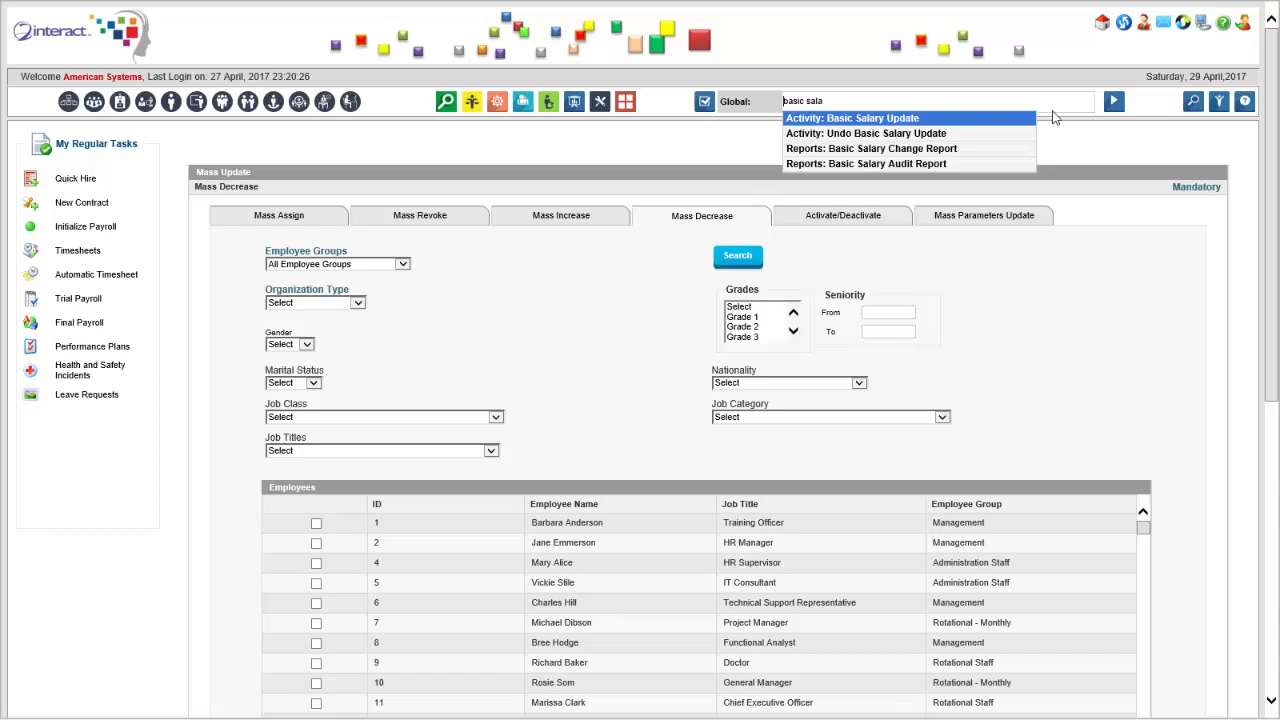 interact
Welcome American Systems, Last Login on: 27 April, 2017 23:20:26
Saturday, 29 April,2017
Global:
basic sala
Activity: Basic Salary Update
Activity: Undo Basic Salary Update
Reports: Basic Salary Change Report
Reports: Basic Salary Audit Report
My Regular Tasks
Quick Hire
New Contract
Initialize Payroll
Timesheets
Automatic Timesheet
Trial Payroll
Final Payroll
Performance Plans
Health and Safety
Incidents
Leave Requests
Mass Update
Mass Decrease
Mandatory
Mass Assign
Mass Revoke
Mass Increase
Mass Decrease
Activate/Deactivate
Mass Parameters Update
Employee Groups
All Employee Groups
Search
Organization Type
Select
Grades
Select
Grade 1
Grade 2
Grade 3
Seniority
From
To
Gender
Select
Marital Status
Select
Nationality
Select
Job Class
Select
Job Category
Select
Job Titles
Select
Employees
ID Employee Name Job Title Employee Group
1 Barbara Anderson Training Officer Management
2 Jane Emmerson HR Manager Management
4 Mary Alice HR Supervisor Administration Staff
5 Vickie Stile IT Consultant Administration Staff
6 Charles Hill Technical Support Representative Management
7 Michael Dibson Project Manager Rotational - Monthly
8 Bree Hodge Functional Analyst Management
9 Richard Baker Doctor Rotational Staff
10 Rosie Som General Manager Rotational - Monthly
11 Marissa Clark Chief Executive Officer Rotational Staff